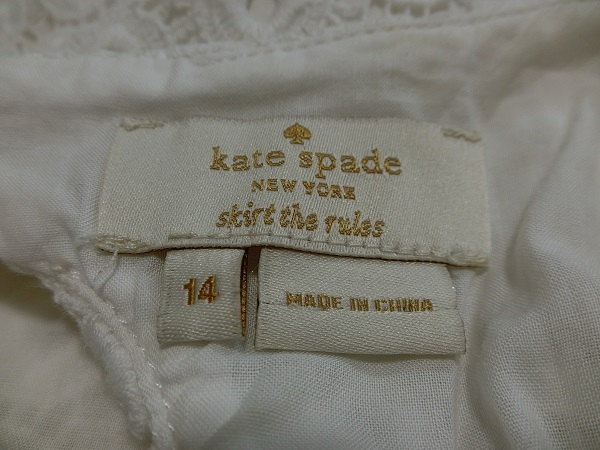 kate spade
NEW YORK
skirt the rules
14
MADE IN CHINA